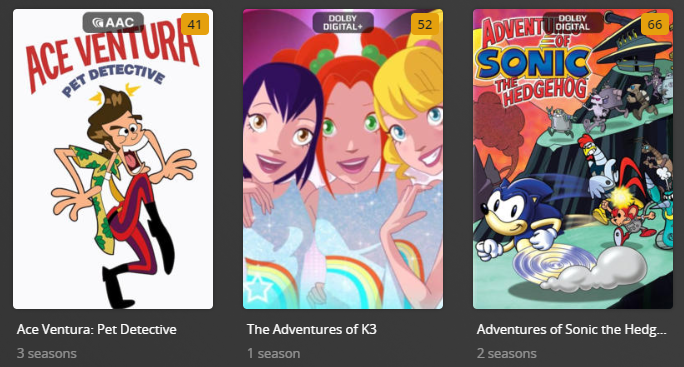 AAC
41
ACE VENTURA
PET DETECTIVE
Ace Ventura: Pet Detective
3 seasons
DOLBY
DIGITAL+
52
The Adventures of K3
1 season
DOLBY
DIGITAL
66
ADVENTURES
OF
SONIC
THE
HEDGEHOG
Adventures of Sonic the Hedg...
2 seasons